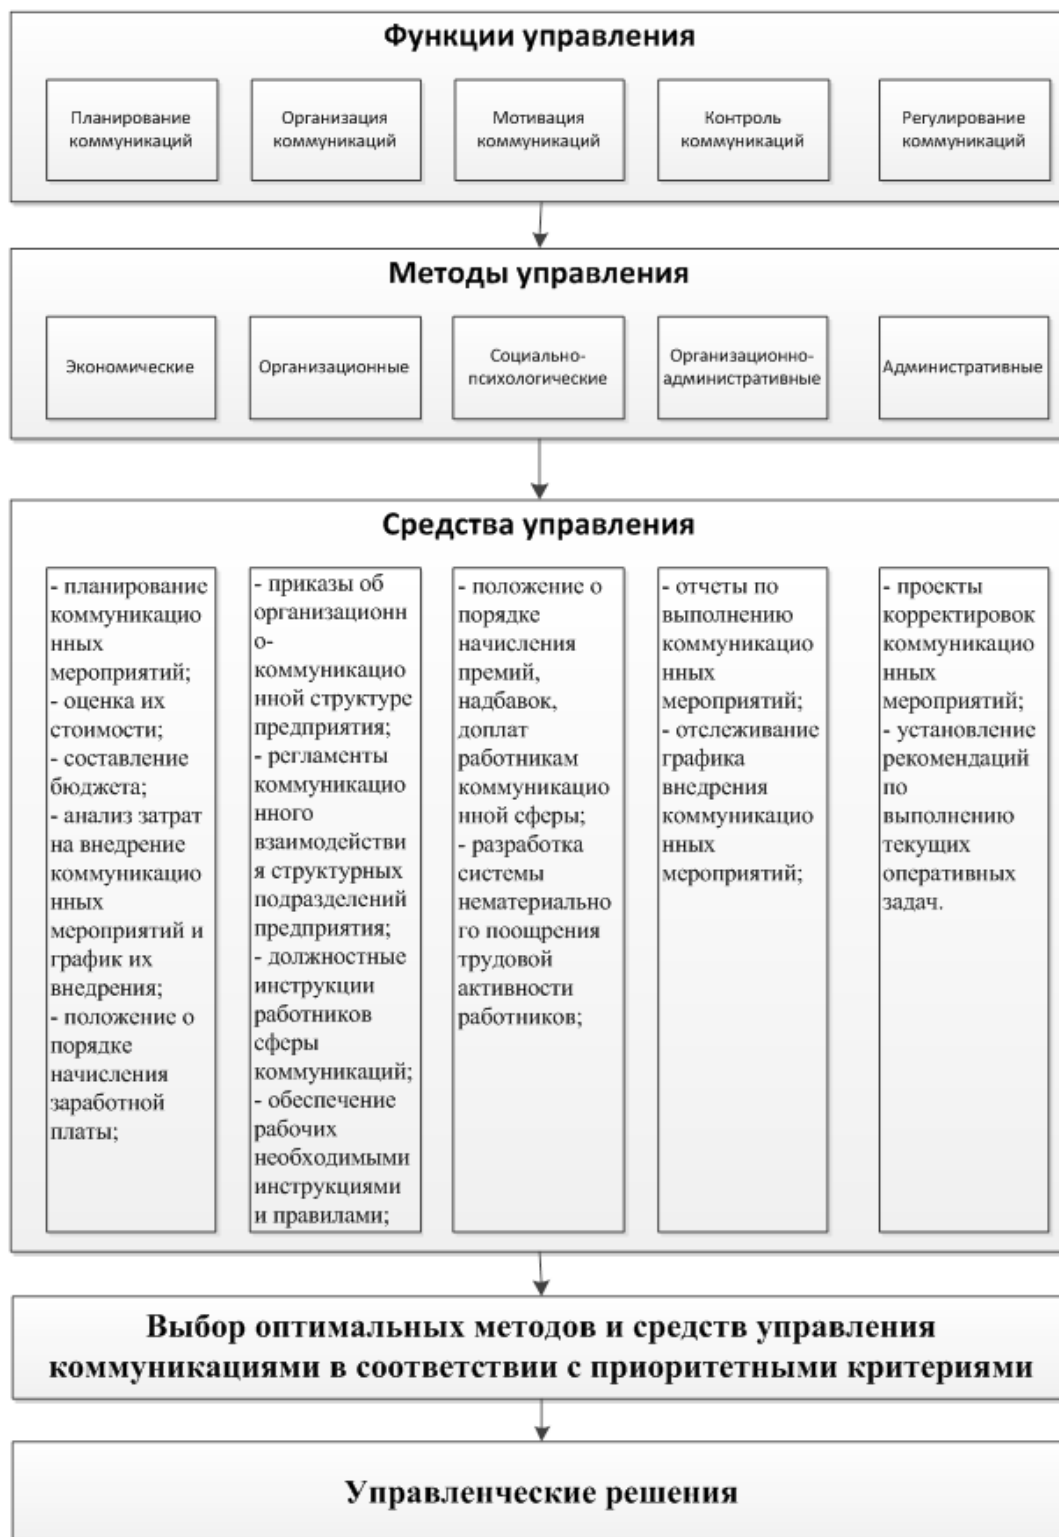 Функции управления
Планирование
коммуникаций
Организация
коммуникаций
Мотивация
коммуникаций
Контроль
коммуникаций
Регулирование
коммуникаций
Методы управления
Экономические
Организационные
Социально-
психологические
Организационно-
административные
Административные
Средства управления
- планирование
коммуникацио
нных
мероприятий;
- оценка их
стоимости;
- составление
бюджета;
- анализ затрат
на внедрение
коммуникацио
нных
мероприятий и
график их
внедрения;
- положение о
порядке
начисления
заработной
платы;
- приказы об
организационн
о-
коммуникацио
нной структуре
предприятия;
- регламенты
коммуникацио
нного
взаимодействи
я структурных
подразделений
предприятия;
- должностные
инструкции
работников
сферы
коммуникаций;
- обеспечение
рабочих
необходимыми
инструкциями
и правилами;
- положение о
порядке
начисления
премий,
надбавок,
доплат
работникам
коммуникацио
нной сферы;
- разработка
системы
нематериально
го поощрения
трудовой
активности
работников;
- отчеты по
выполнению
коммуникацио
нных
мероприятий;
- отслеживание
графика
внедрения
коммуникацио
нных
мероприятий;
- проекты
корректировок
коммуникацио
нных
мероприятий;
- установление
рекомендаций
по
выполнению
текущих
оперативных
задач.
Выбор оптимальных методов и средств управления
коммуникациями в соответствии с приоритетными критериями
Управленческие решения